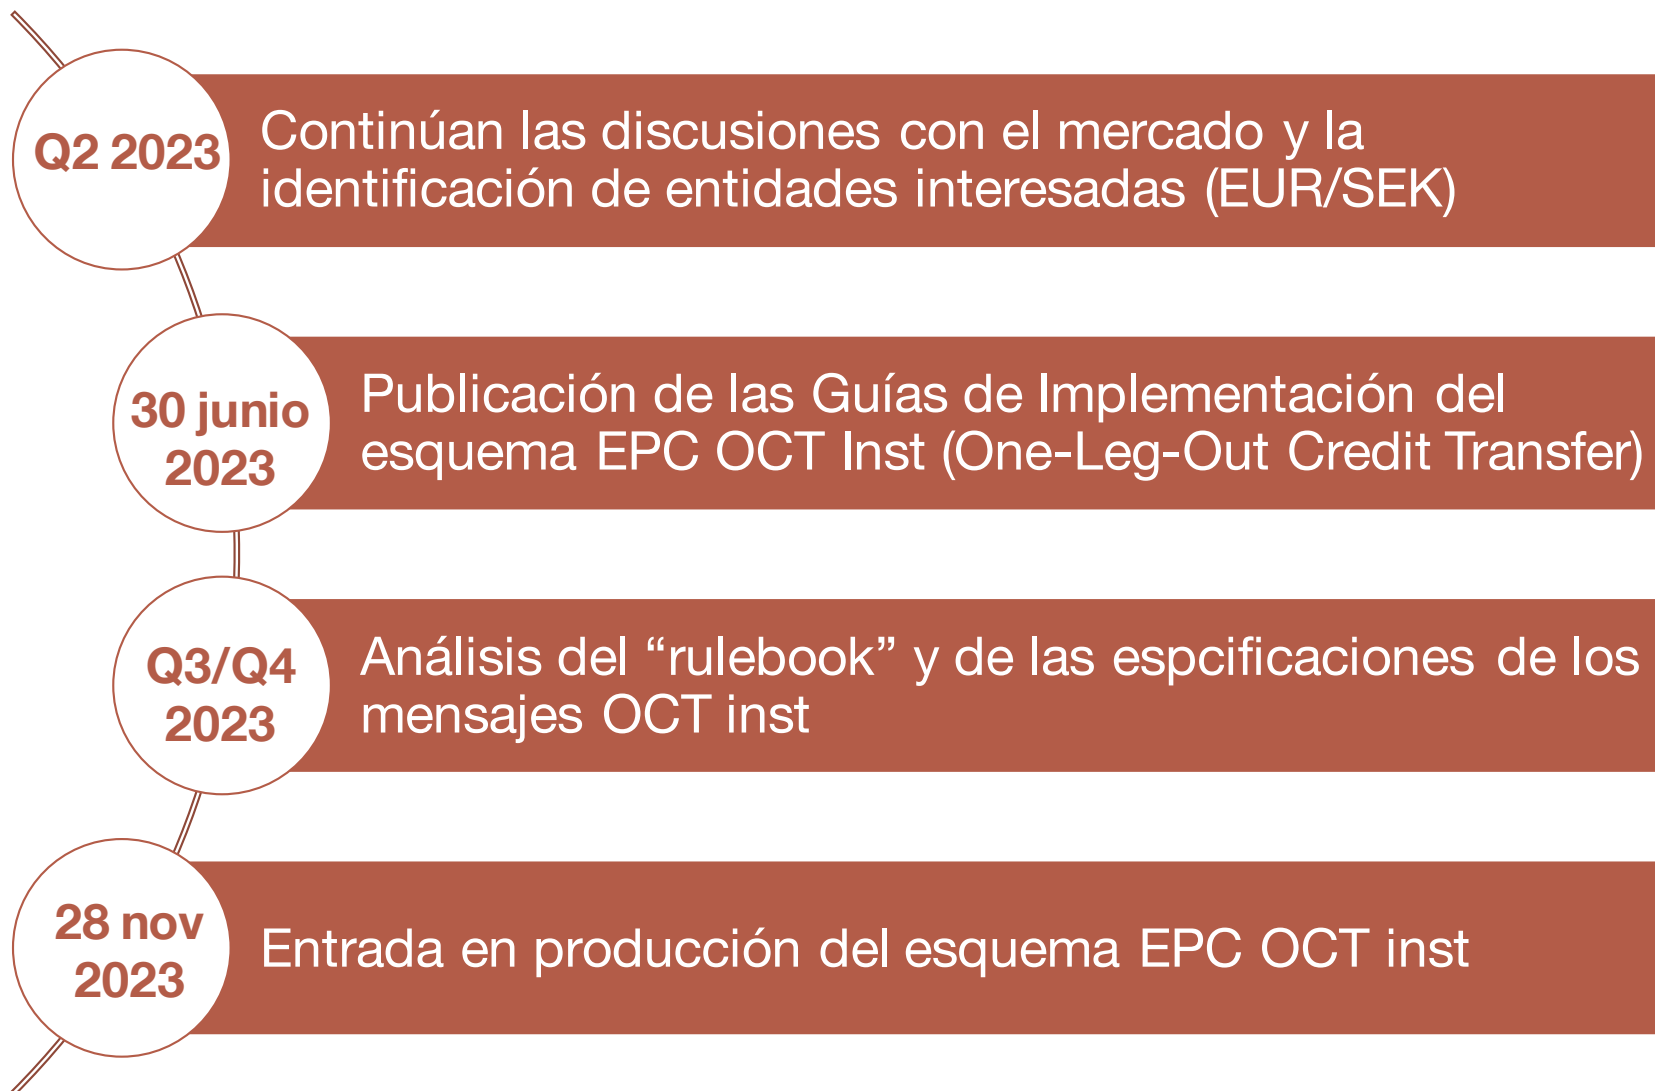 Q2 2023
Continúan las discusiones con el mercado y la
identificación de entidades interesadas (EUR/SEK)
30 junio
2023
Publicación de las Guías de Implementación del
esquema EPC OCT Inst (One-Leg-Out Credit Transfer)
Q3/Q4
2023
Análisis del “rulebook” y de las espcificaciones de los
mensajes OCT inst
28 nov
2023
Entrada en producción del esquema EPC OCT inst